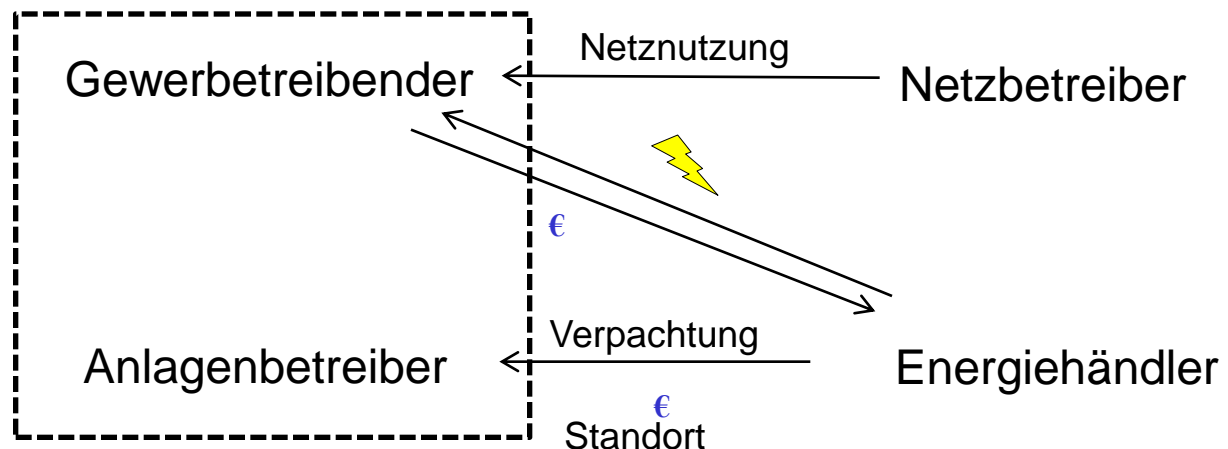 Netznutzung
Gewerbetreibender
Netzbetreiber
€
Verpachtung
Anlagenbetreiber
Energiehändler
€
Standort